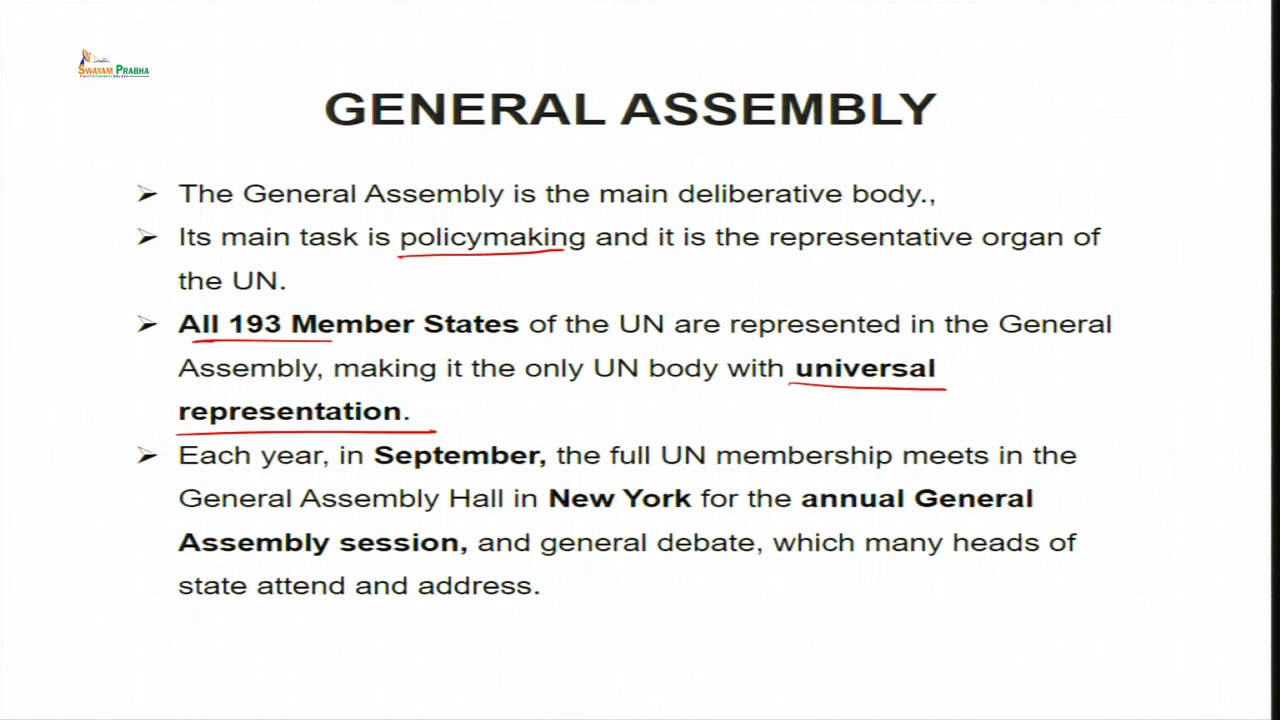 SWAYAM PRABHA
GENERAL ASSEMBLY
➢ The General Assembly is the main deliberative body.,
➢ Its main task is policymaking and it is the representative organ of
the UN.
➢ All 193 Member States of the UN are represented in the General
Assembly, making it the only UN body with universal
representation.
➢ Each year, in September, the full UN membership meets in the
General Assembly Hall in New York for the annual General
Assembly session, and general debate, which many heads of
state attend and address.